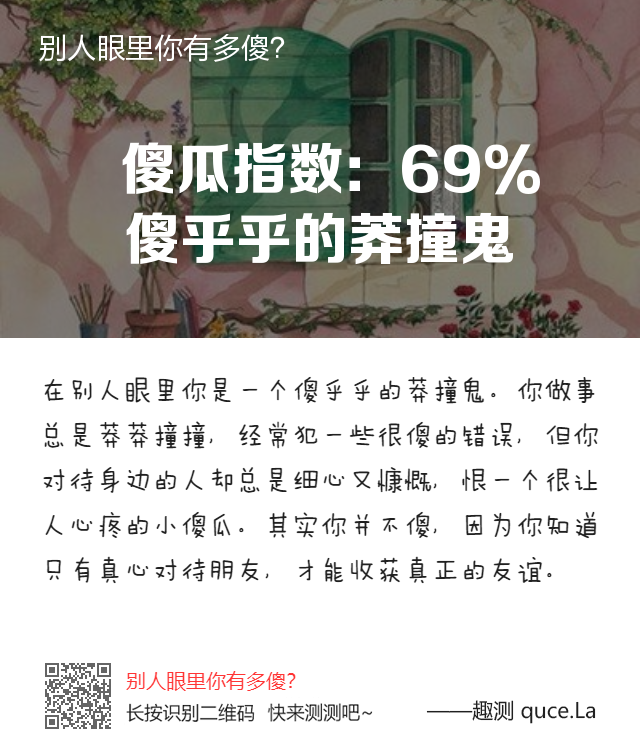 别人眼里你有多傻?
傻瓜指数: 69%
傻乎乎的莽撞鬼
在别人眼里你是一个傻乎乎的莽撞鬼。你做事
总是莽莽撞撞, 经常犯一些很傻的错误, 但你
对待身边的人却总是细心又慷慨, 恨一个很让
人心疼的小傻瓜。其实你并不傻, 因为你知道
只有真心对待朋友, 才能收获真正的友谊。
别人眼里你有多傻?
长按识别二维码 快来测测吧~
——趣测 quce.La